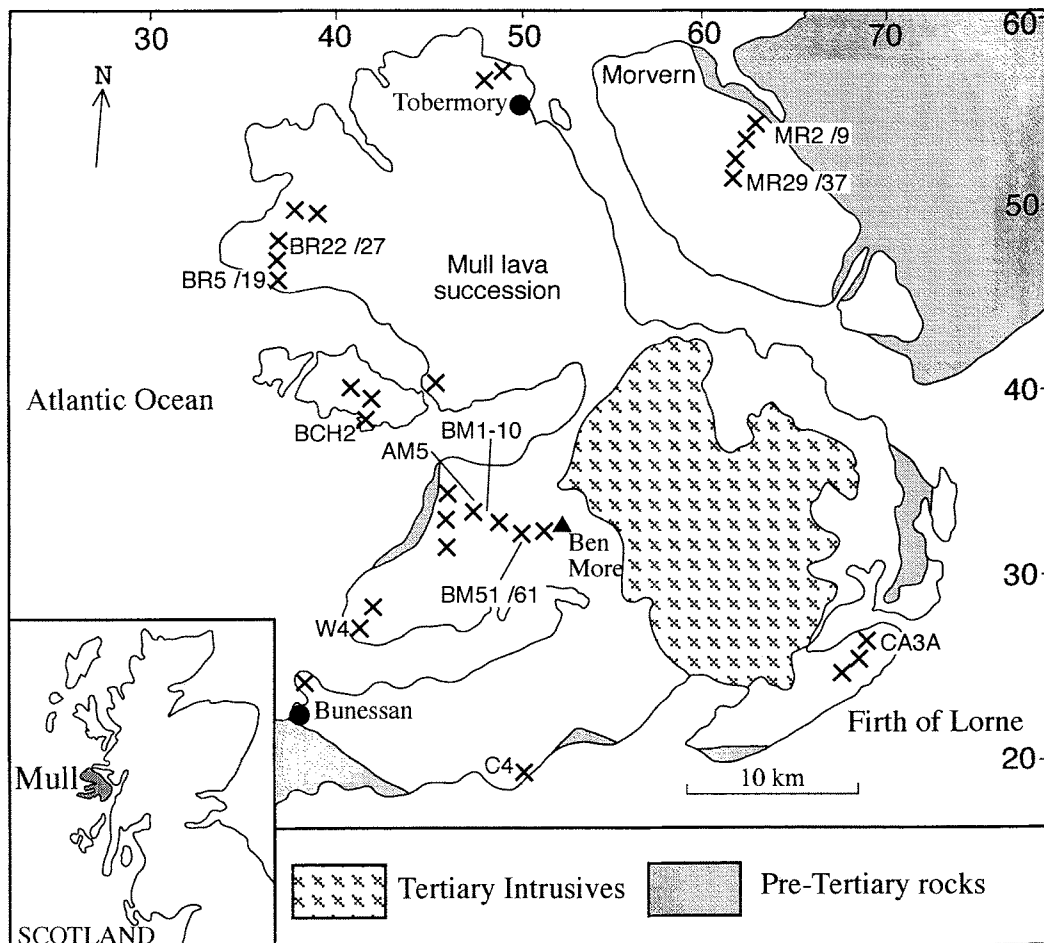 30
40
50
60
70
60
N
Morvern
Tobermory
MR2 /9
MR29 /37
50
BR22 /27
BR5 /19
Mull lava
succession
Atlantic Ocean
40
BCH2
BM1-10
AM5
Ben
More
30
BM51 /61
W4
CA3A
Bunessan
Firth of Lorne
C4
20
10 km
Mull
SCOTLAND
Tertiary Intrusives
Pre-Tertiary rocks